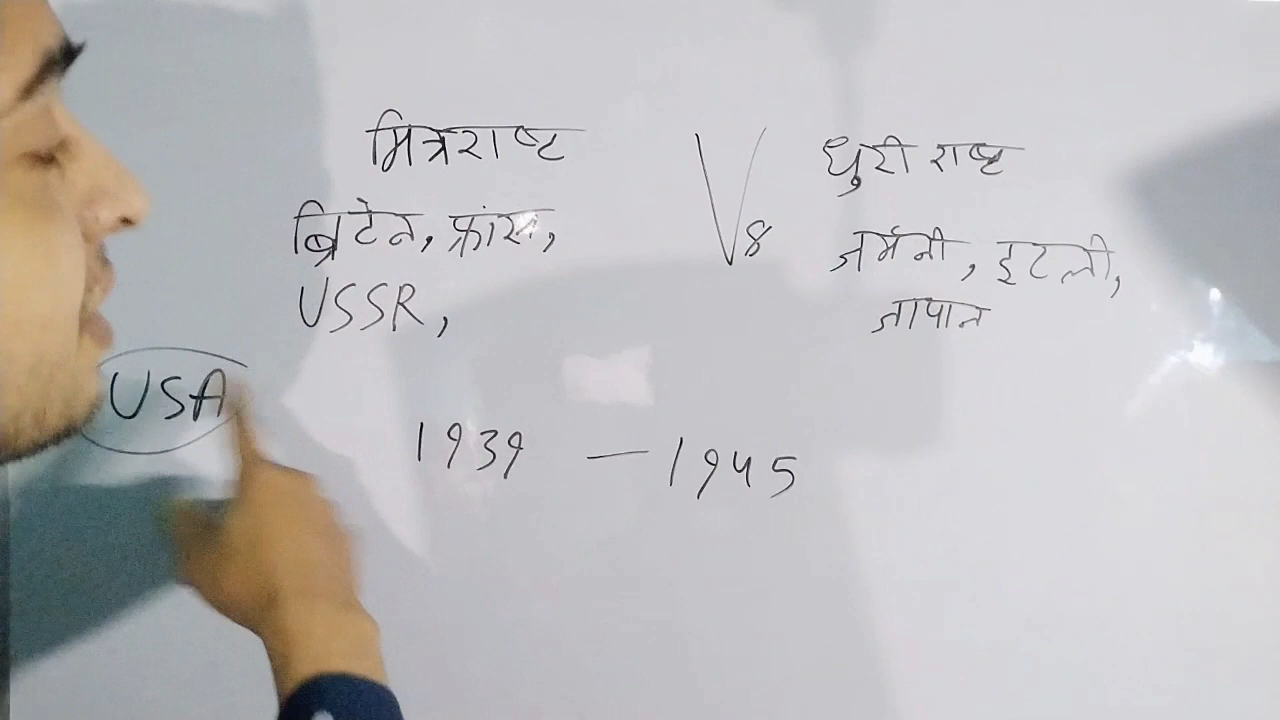 मित्रराष्ट Vs धुरी राष्ट
ब्रिटेन, फ्रांस, जर्मनी, इटली,
USSR, जापान
USA
1939 - 1945